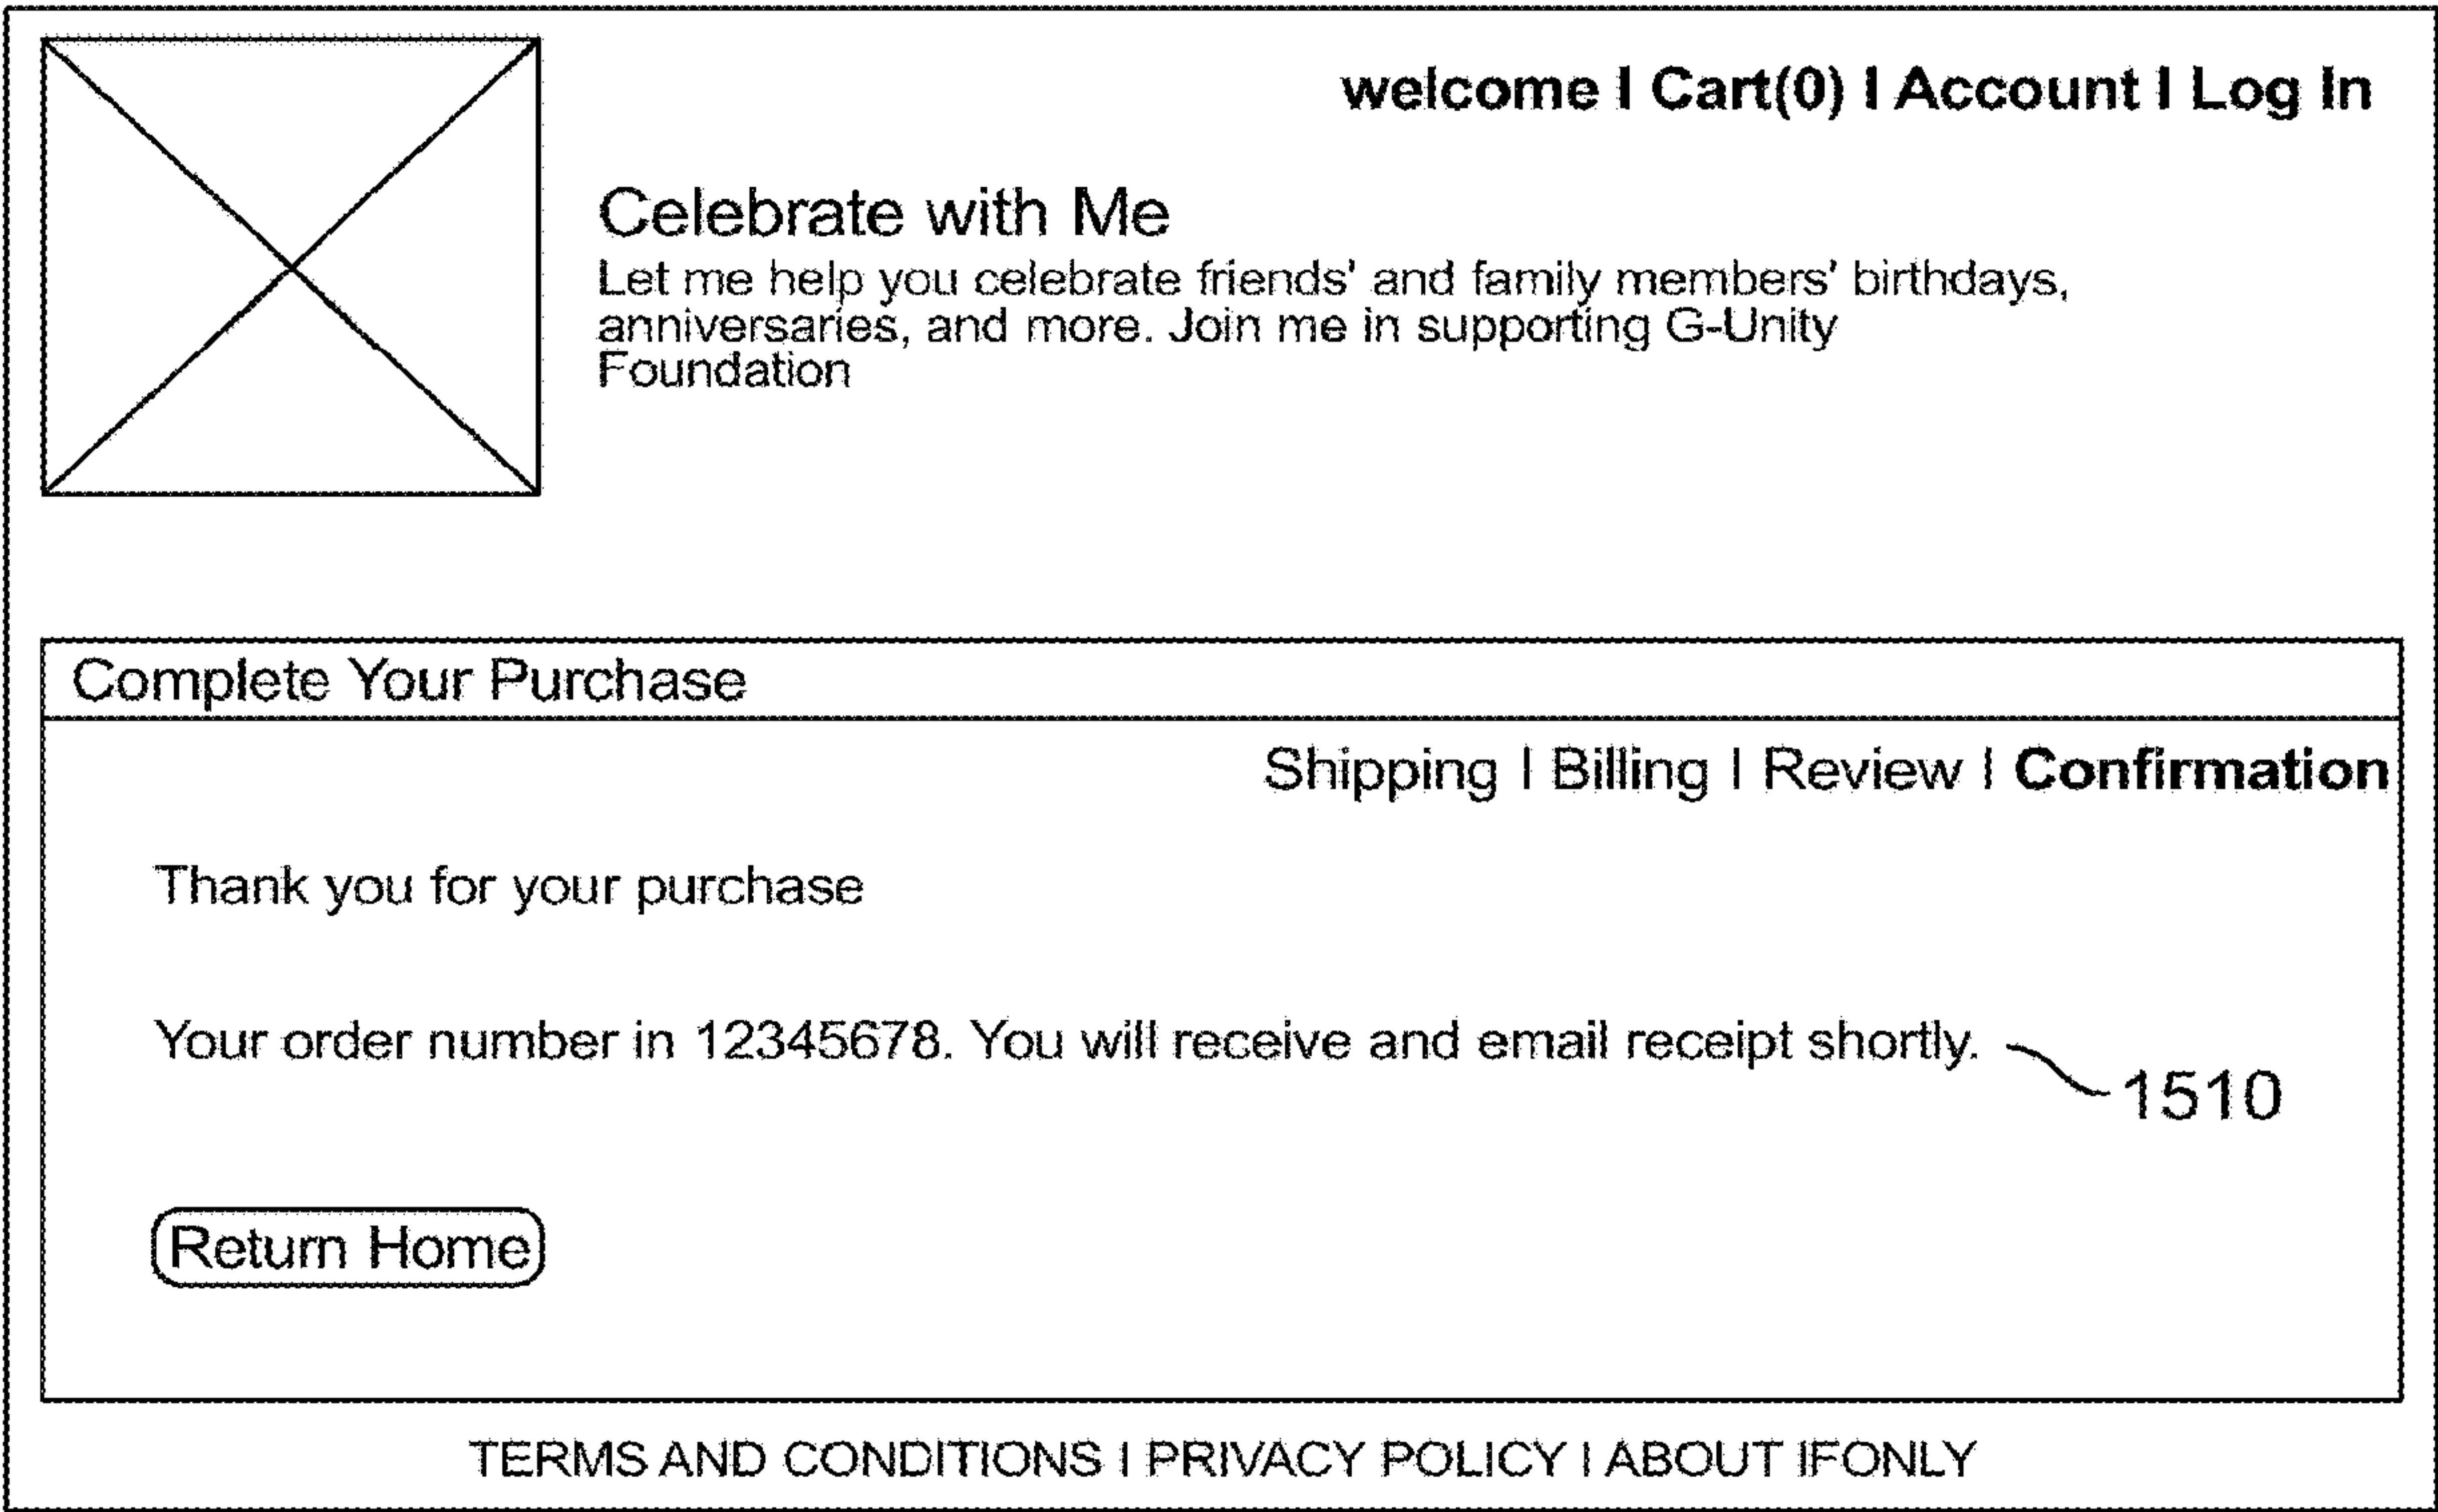 welcome I Cart(0) I Account I Log In
Celebrate with Me
Let me help you celebrate friends' and family members' birthdays,
anniversaries, and more. Join me in supporting G-Unity
Foundation
Complete Your Purchase
Shipping I Billing I Review I Confirmation
Thank you for your purchase
Your order number in 12345678. You will receive and email receipt shortly.
1510
Return Home
TERMS AND CONDITIONS I PRIVACY POLICY I ABOUT IFONLY